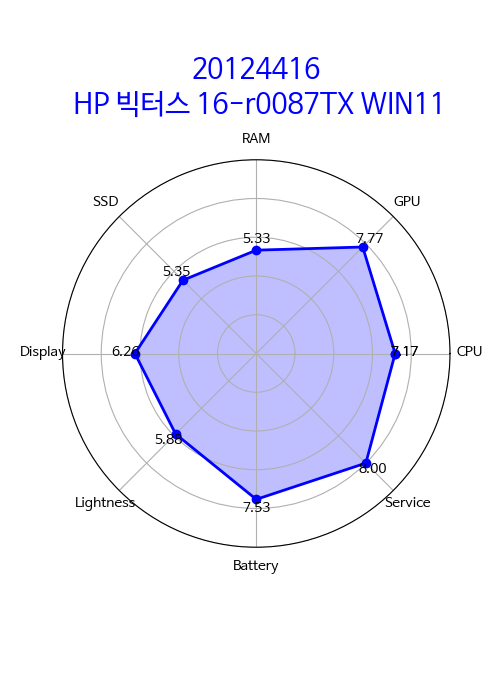 20124416
HP 빅터스 16-r0087TX WIN11
RAM
SSD
GPU
5.33
7.77
5.35
Display
6.26
7.17
CPU
5.88
8.00
Lightness
7.53
Service
Battery